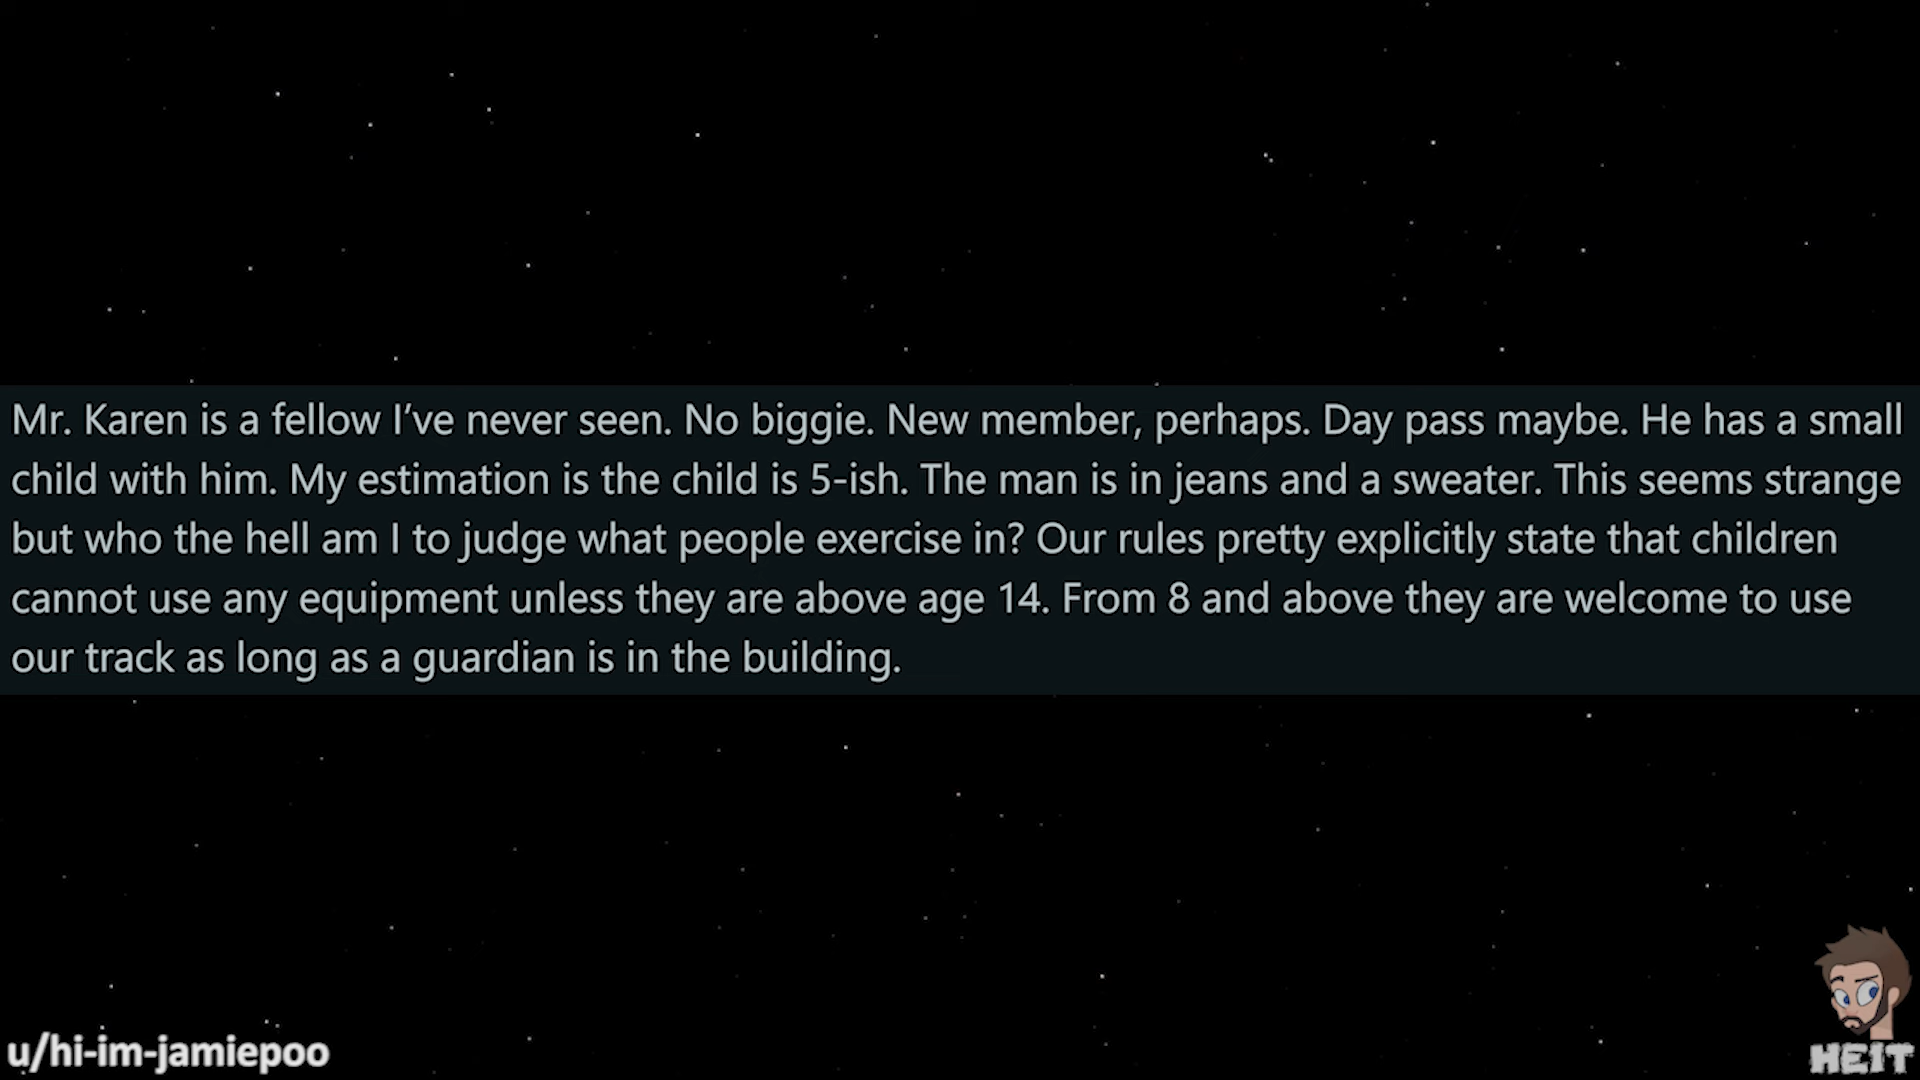 Mr. Karen is a fellow I’ve never seen. No biggie. New member, perhaps. Day pass maybe. He has a small
child with him. My estimation is the child is 5-ish. The man is in jeans and a sweater. This seems strange
but who the hell am I to judge what people exercise in? Our rules pretty explicitly state that children
cannot use any equipment unless they are above age 14. From 8 and above they are welcome to use
our track as long as a guardian is in the building.
u/hi-im-jamiepoo
HEIT